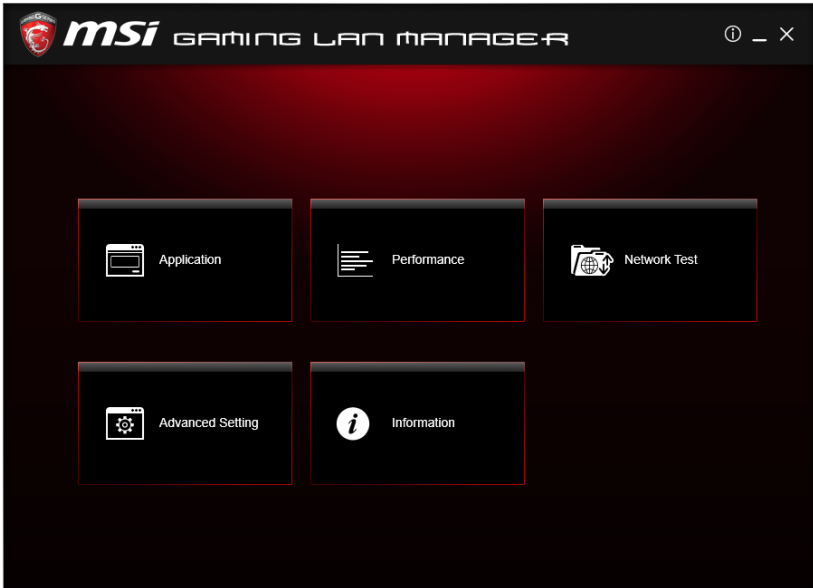 msi GAMING LAN MANAGER
Application
Performance
Network Test
Advanced Setting
Information